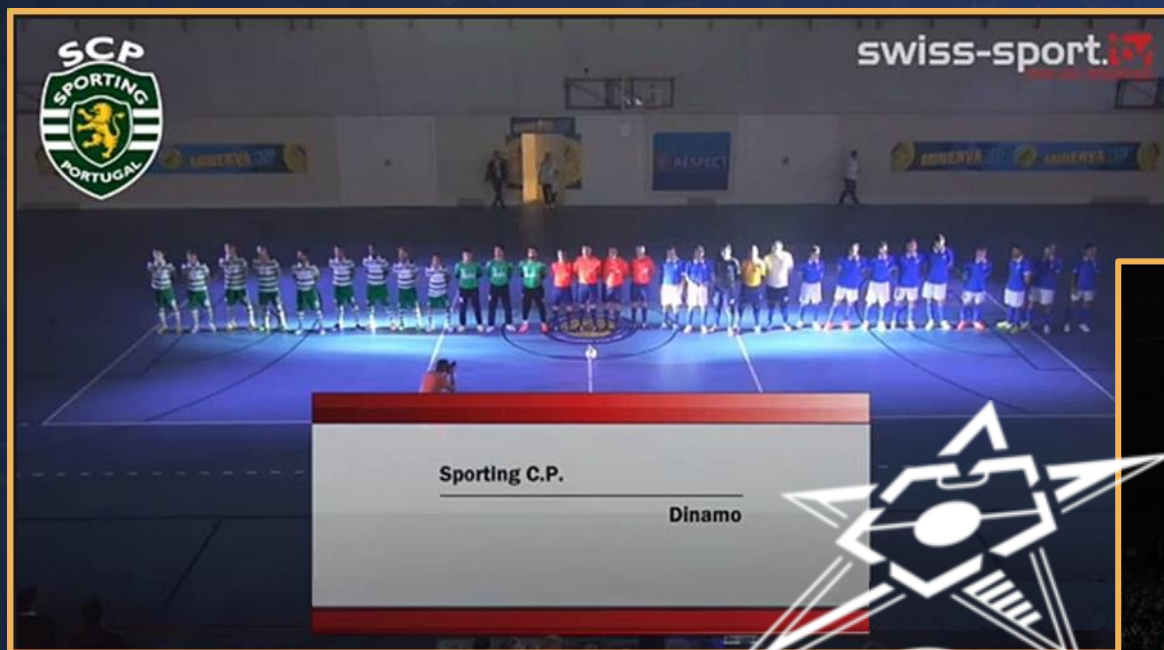 SCP
SPORTING
PORTUGAL
swiss-sport.tv
MINERVA
RESPECT
MINERVA
MINERVA
Sporting C.P.
Dinamo